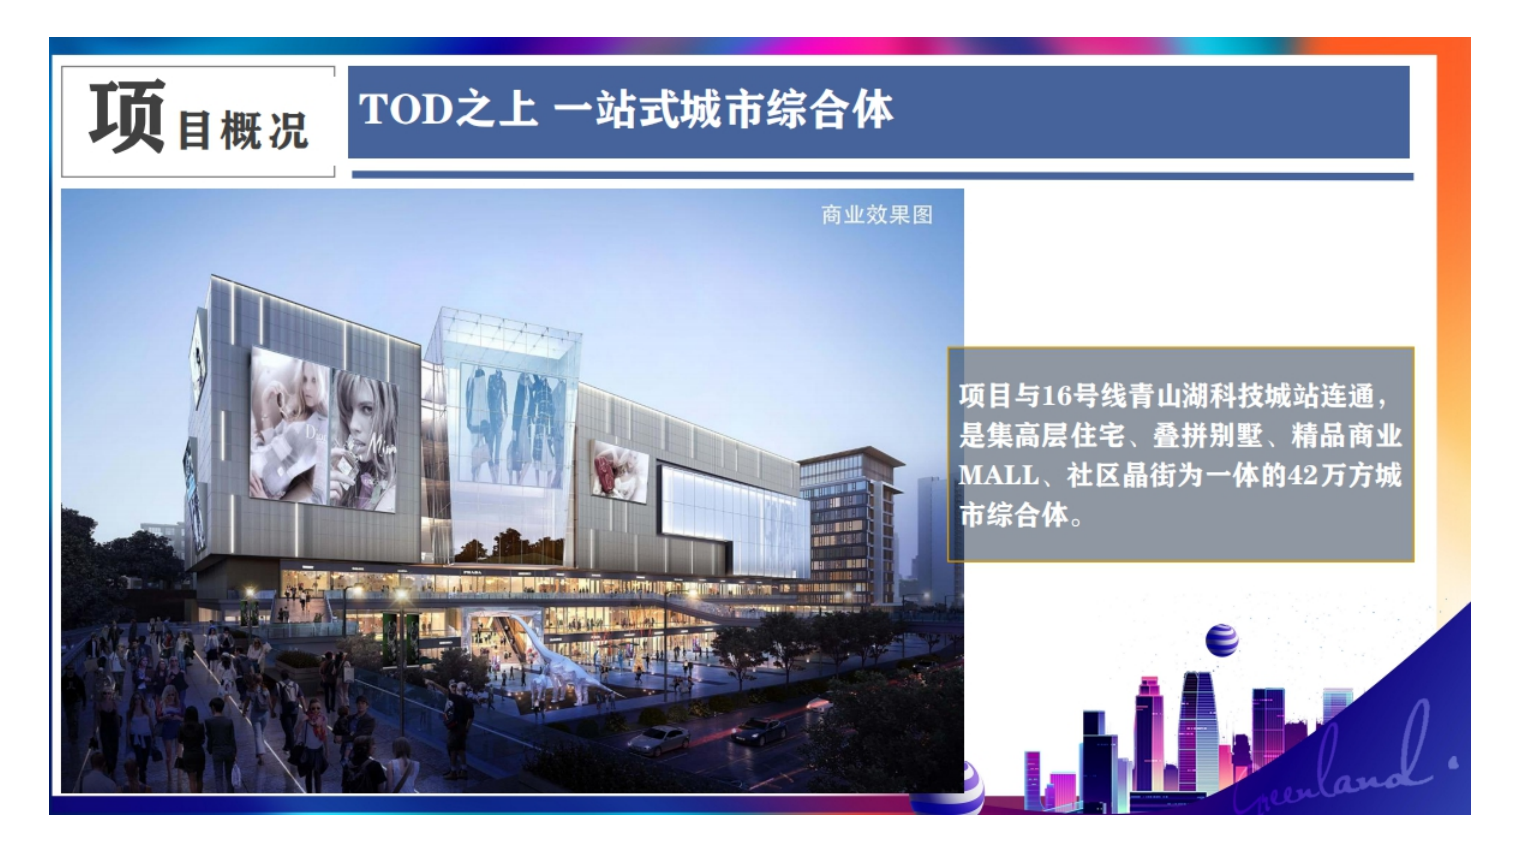 项目概况
TOD之上 一站式城市综合体
商业效果图
项目与16号线青山湖科技城站连通，
是集高层住宅、叠拼别墅、精品商业
MALL、社区晶街为一体的42万方城
市综合体。
Greenland